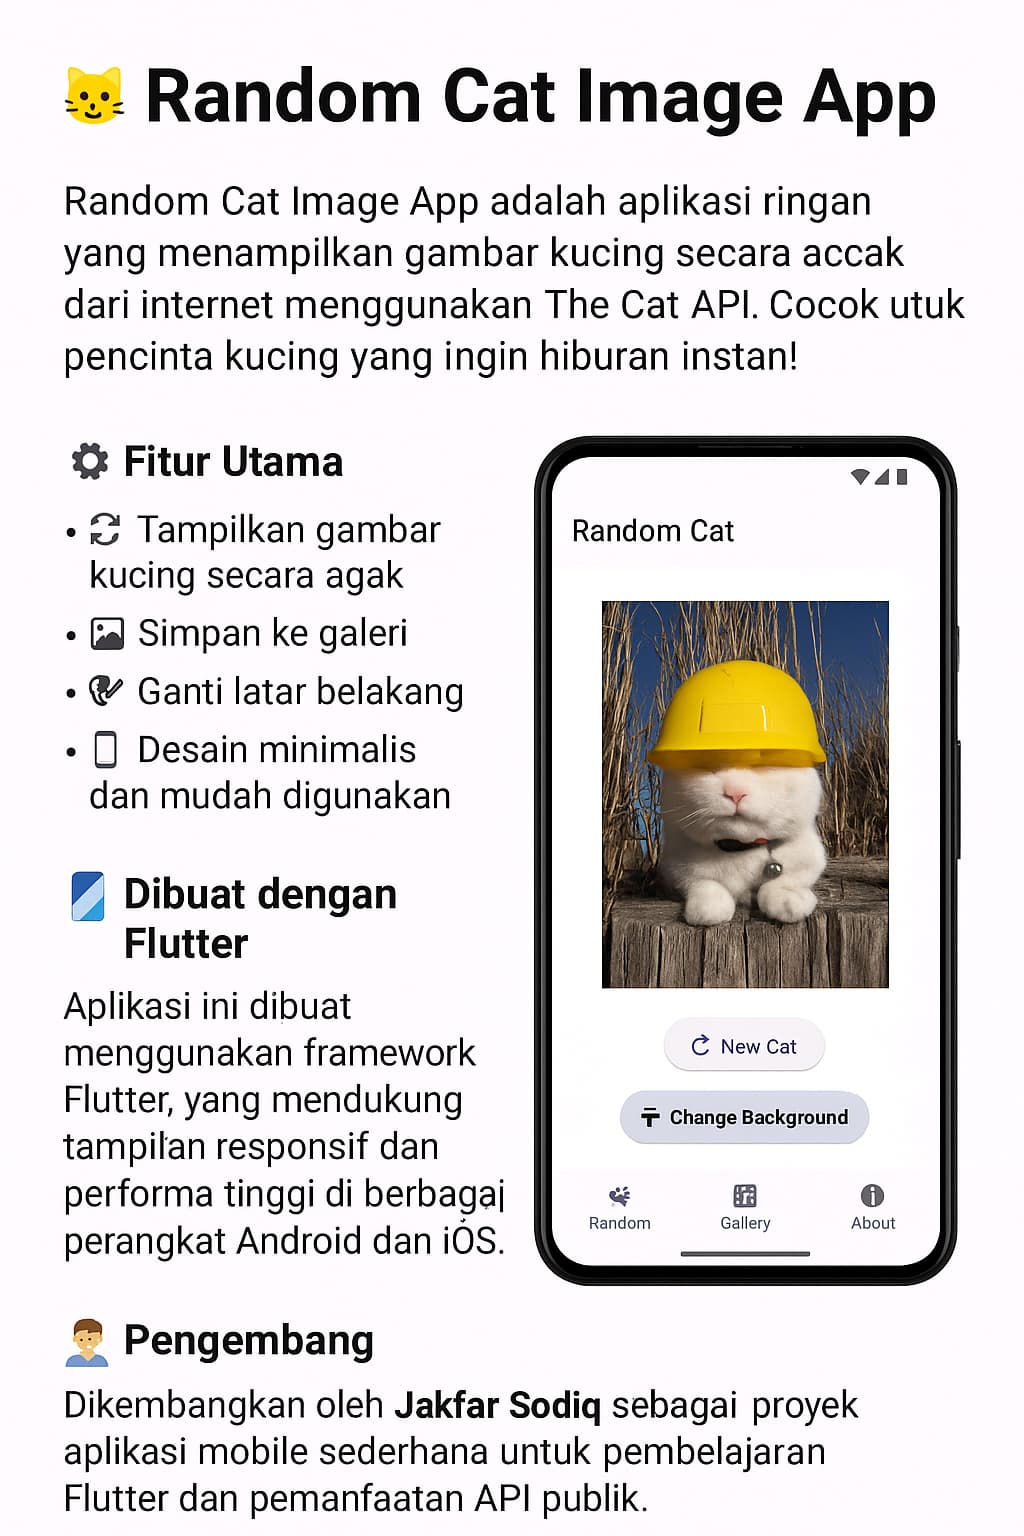 Random Cat Image App
Random Cat Image App adalah aplikasi ringan
yang menampilkan gambar kucing secara accak
dari internet menggunakan The Cat API. Cocok utuk
pencinta kucing yang ingin hiburan instan!
Fitur Utama
• Tampilkan gambar
kucing secara agak
• Simpan ke galeri
• Ganti latar belakang
• Desain minimalis
dan mudah digunakan
Dibuat dengan
Flutter
Aplikasi ini dibuat
menggunakan framework
Flutter, yang mendukung
tampilan responsif dan
performa tinggi di berbagai
perangkat Android dan iOS.
Random Cat
New Cat
Change Background
Random
Gallery
About
Pengembang
Dikembangkan oleh Jakfar Sodiq sebagai proyek
aplikasi mobile sederhana untuk pembelajaran
Flutter dan pemanfaatan API publik.